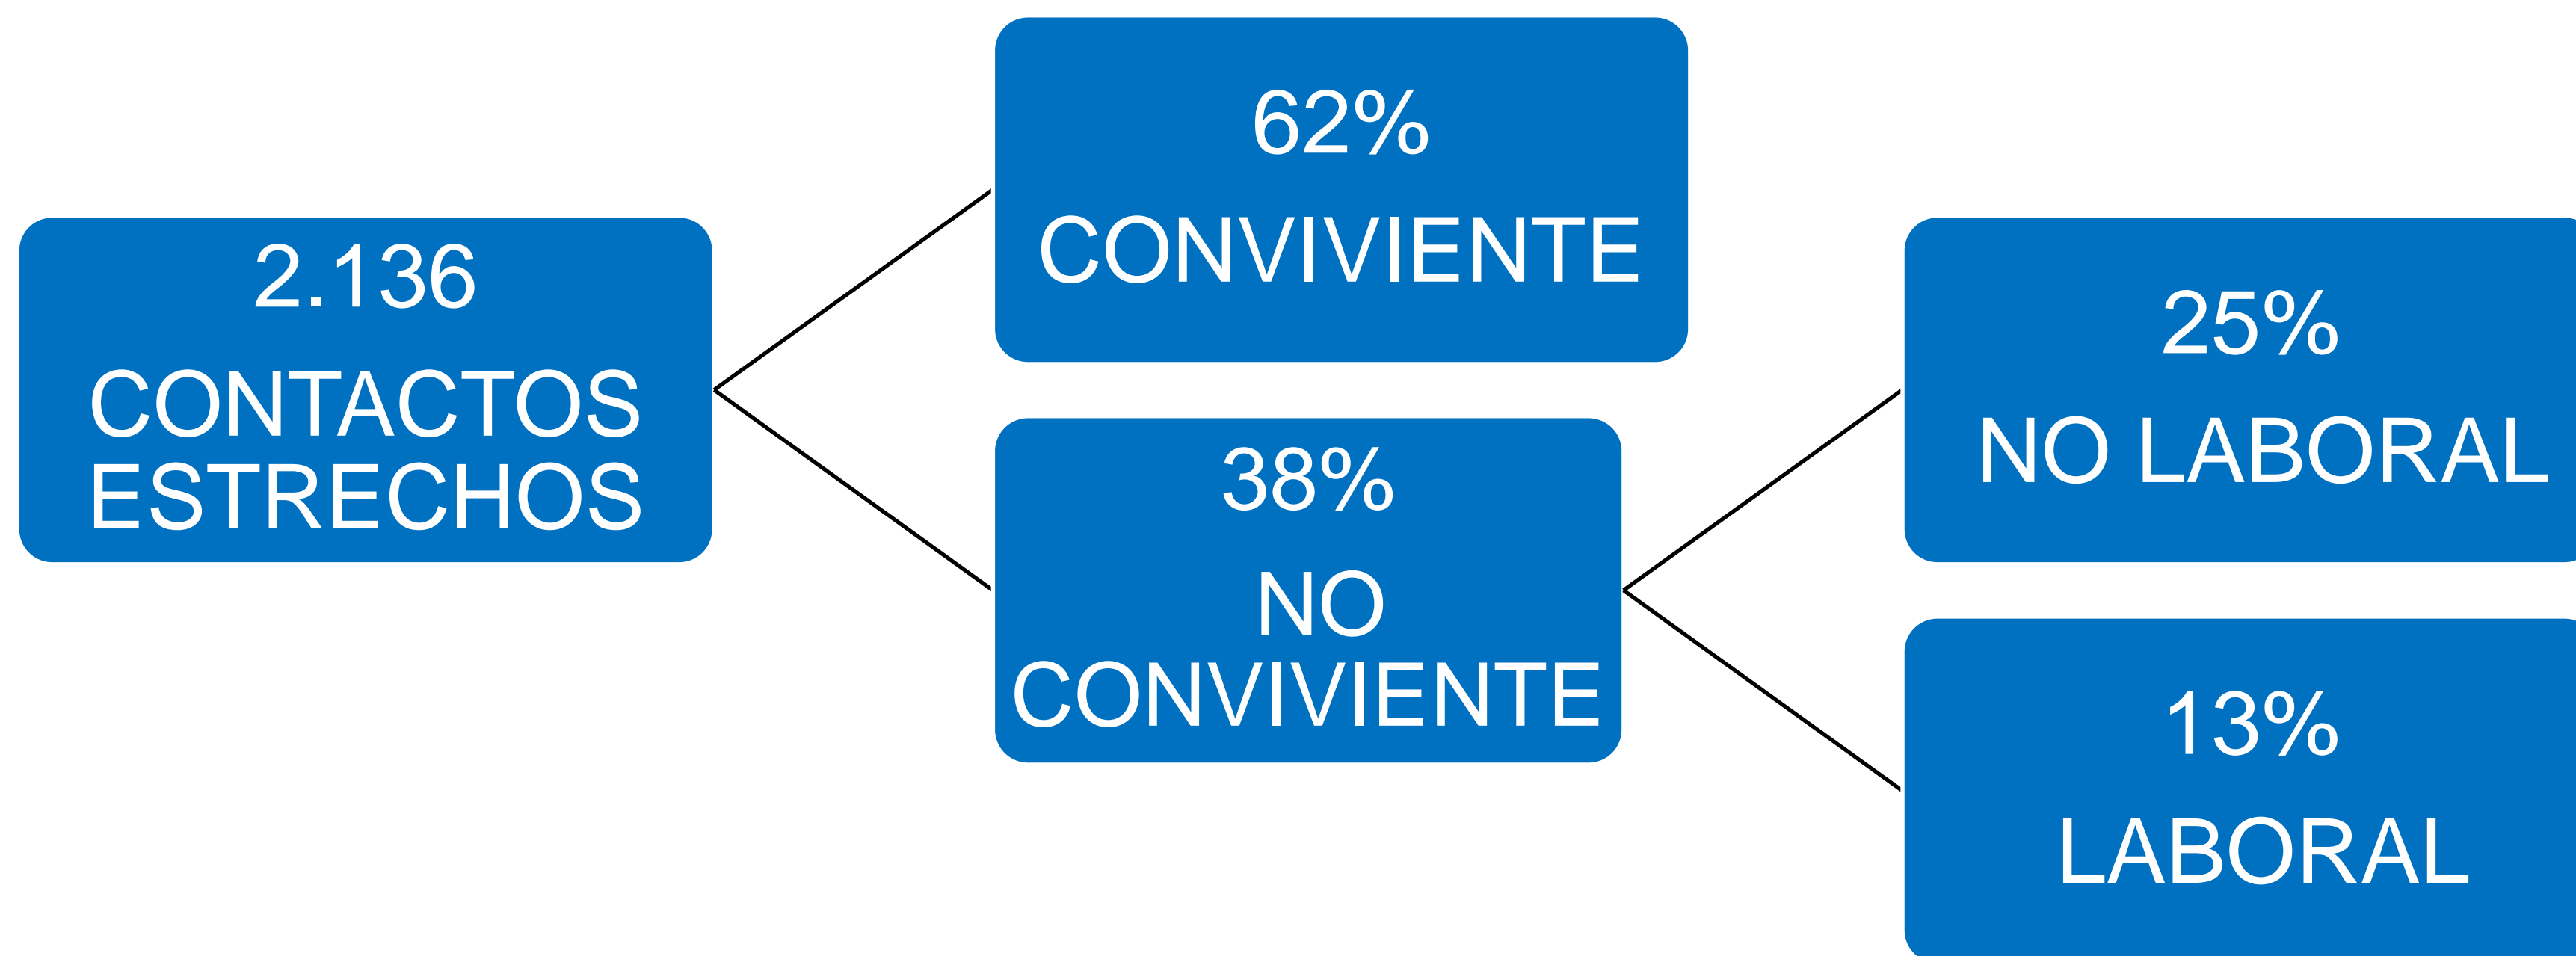 2.136
CONTACTOS
ESTRECHOS
62%
CONVIVIENTE
38%
NO
CONVIVIENTE
25%
NO LABORAL
13%
LABORAL